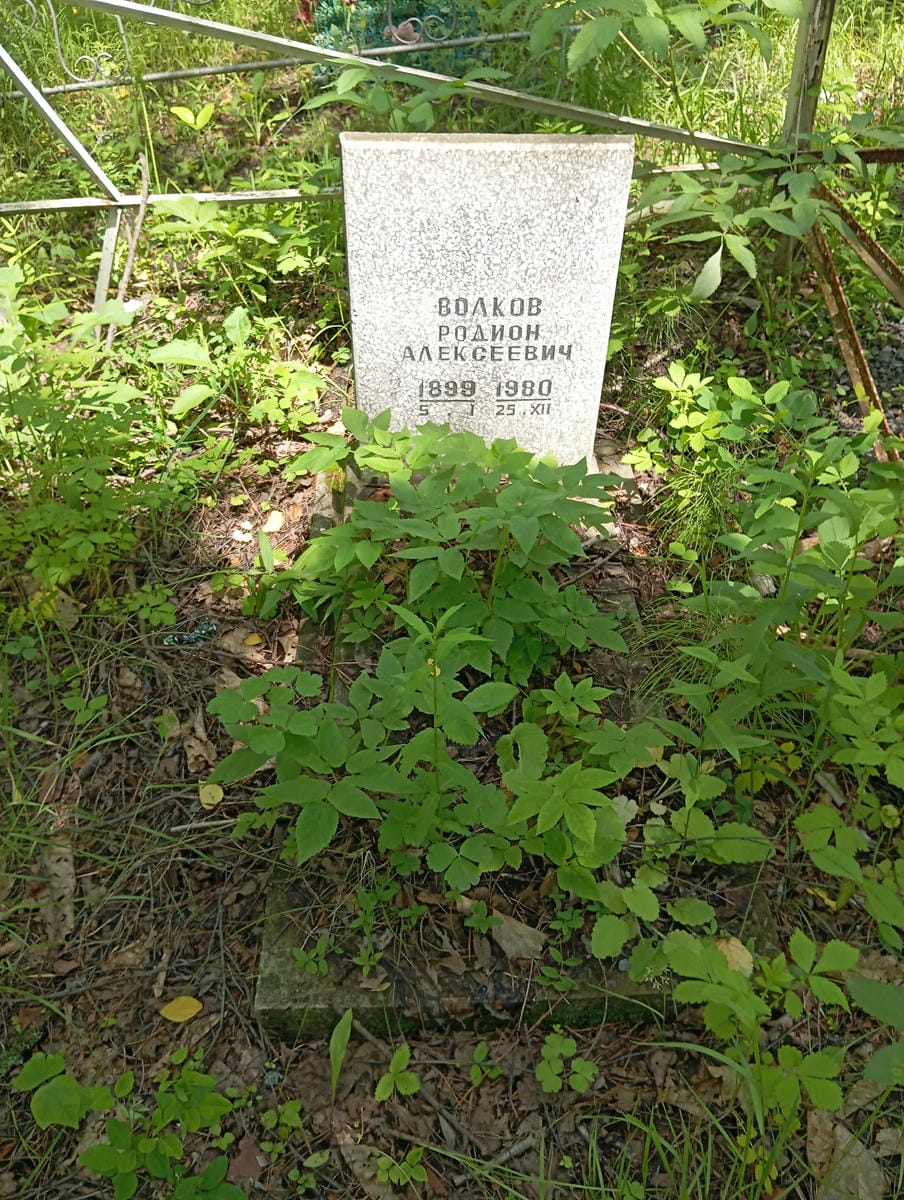 ВОЛКОВ
РОДИОН
АЛЕКСЕЕВИЧ
1899 1980
5 . I 25 . XII